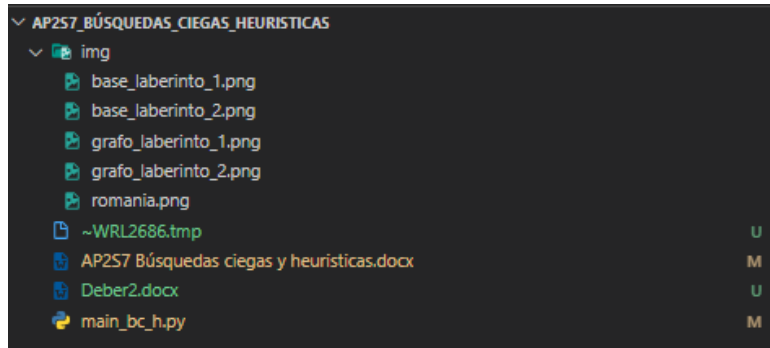 AP2S7_BÚSQUEDAS_CIEGAS_HEURISTICAS
img
base_laberinto_1.png
base_laberinto_2.png
grafo_laberinto_1.png
grafo_laberinto_2.png
romania.png
~WRL2686.tmp U
AP2S7 Búsquedas ciegas y heuristicas.docx M
Deber2.docx U
main_bc_h.py M